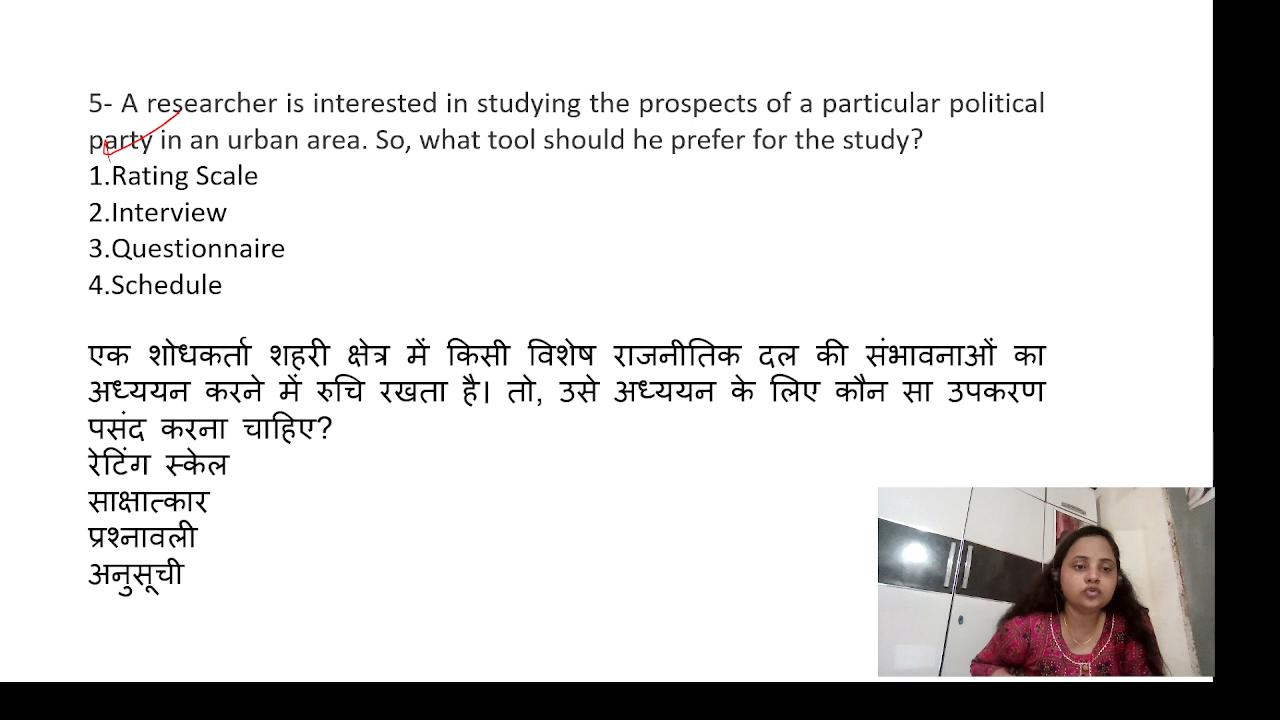 5- A researcher is interested in studying the prospects of a particular political
party in an urban area. So, what tool should he prefer for the study?
1.Rating Scale
2.Interview
3.Questionnaire
4.Schedule
एक शोधकर्ता शहरी क्षेत्र में किसी विशेष राजनीतिक दल की संभावनाओं का
अध्ययन करने में रुचि रखता है। तो, उसे अध्ययन के लिए कौन सा उपकरण
पसंद करना चाहिए?
रेटिंग स्केल
साक्षात्कार
प्रश्नावली
अनुसूची